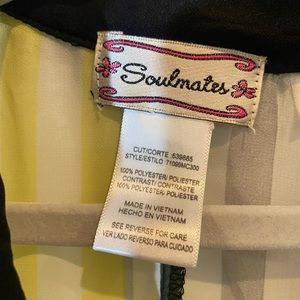 Soulmates
CUT/CORTE :639885
STYLE/ESTILO :71099MC300
100% POLYESTER/ POLIESTER
CONTRAST/ CONTRASTE
100% POLYESTER/ POLIESTER
MADE IN VIETNAM
HECHO EN VIETNAM
SEE REVERSE FOR CARE
VER LADO REVERSO PARA CUIDADO